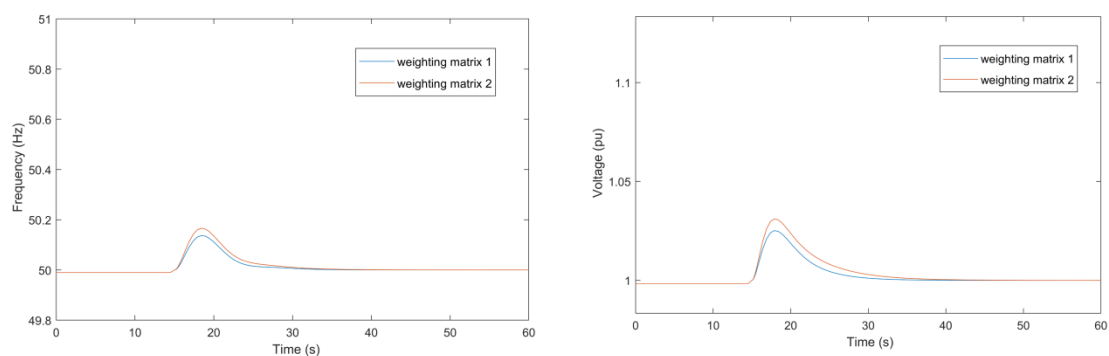 51
50.8
50.6
50.4
50.2
50
49.8
Frequency (Hz)
weighting matrix 1
weighting matrix 2
0 10 20 30 40 50 60
Time (s)
1.1
1.05
1
Voltage (pu)
weighting matrix 1
weighting matrix 2
0 10 20 30 40 50 60
Time (s)